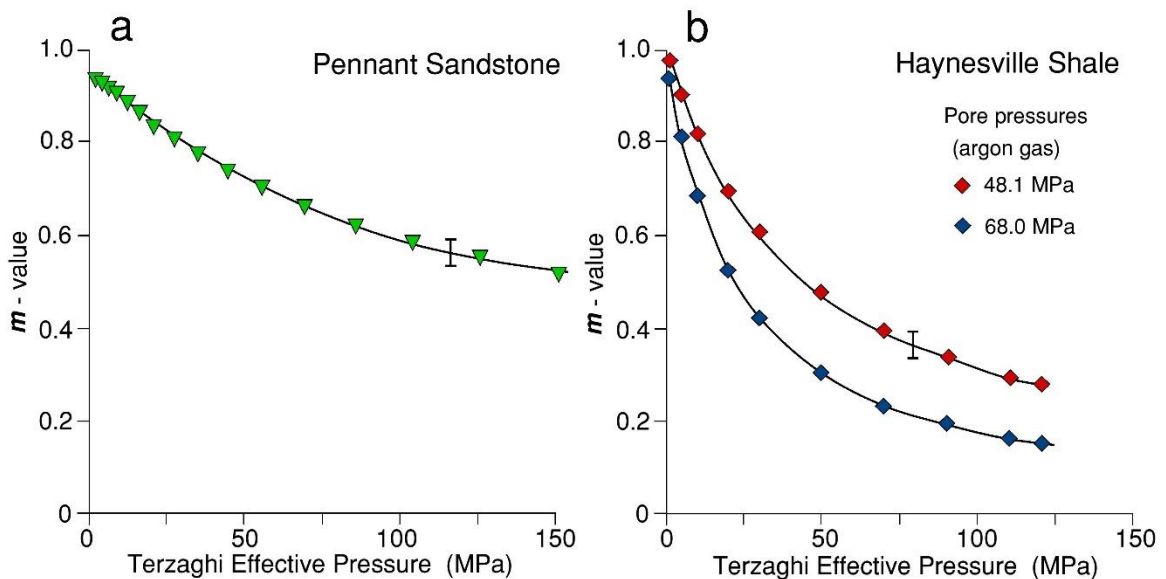 a
Pennant Sandstone
1.0
0.8
0.6
0.4
0.2
0
m - value
0 50 100 150
Terzaghi Effective Pressure (MPa)
b
Haynesville Shale
Pore pressures
(argon gas)
48.1 MPa
68.0 MPa
1.0
0.8
0.6
0.4
0.2
0
m - value
0 50 100 150
Terzaghi Effective Pressure (MPa)